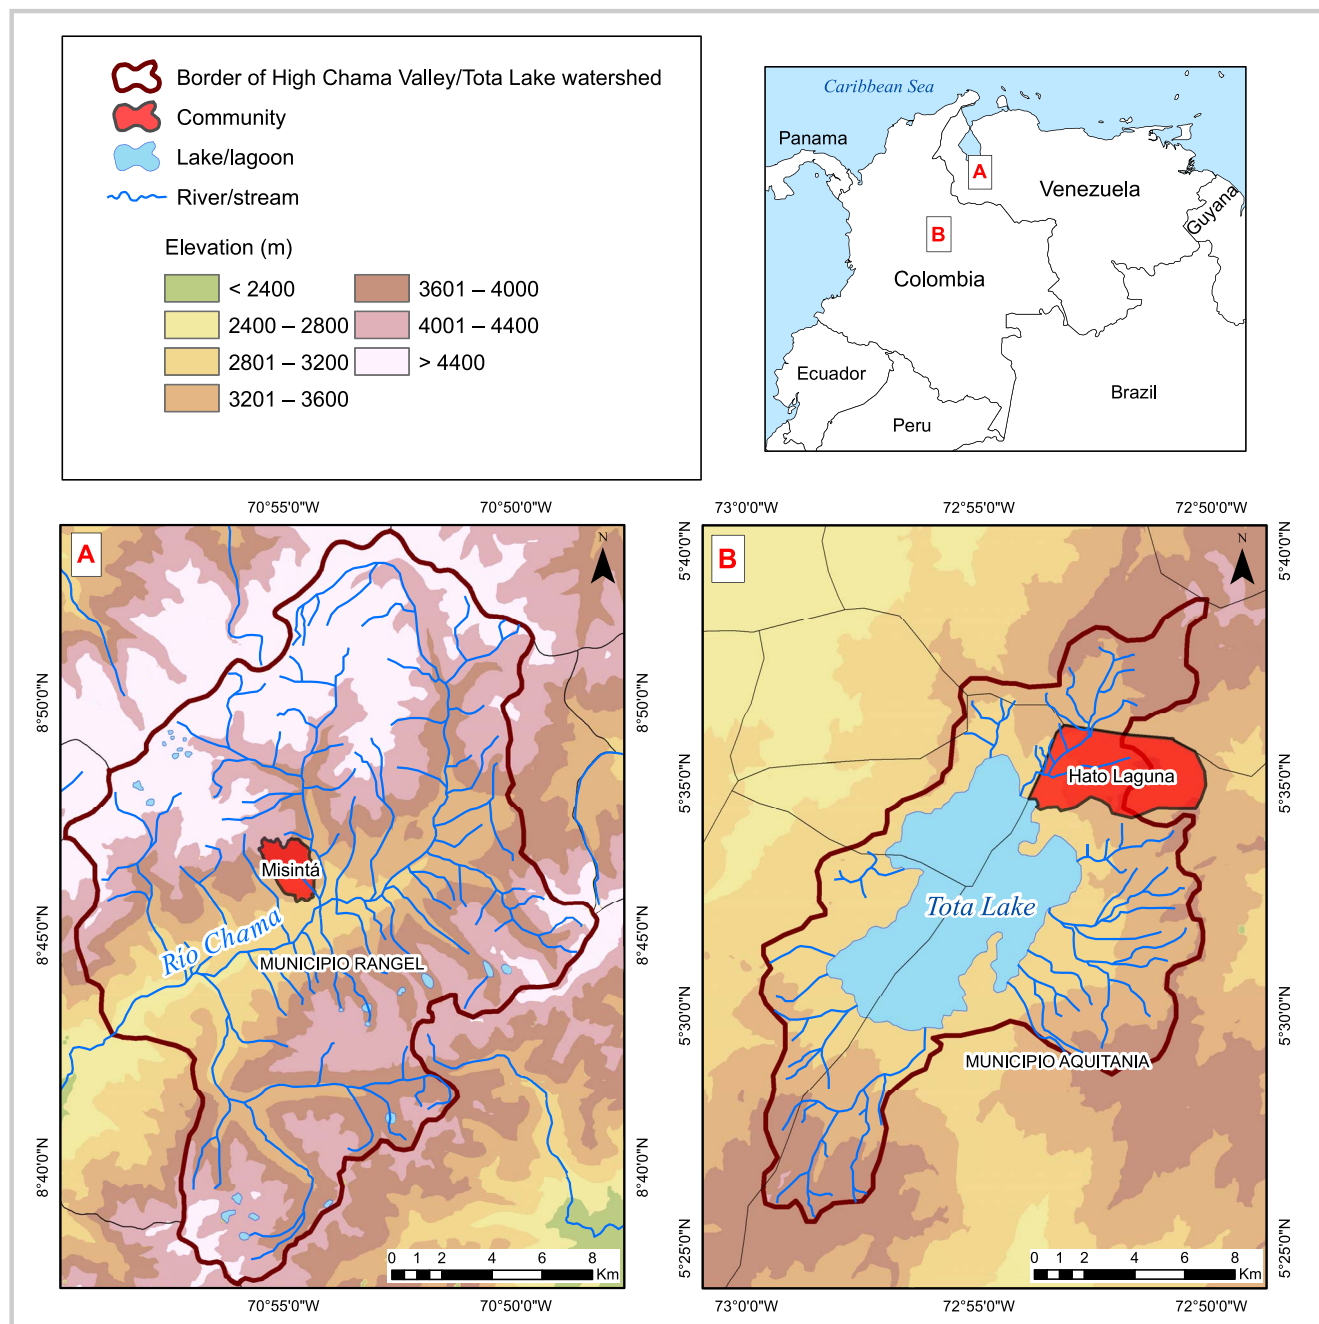 Border of High Chama Valley/Tota Lake watershed
Community
Lake/lagoon
River/stream
Elevation (m)
< 2400
2400 – 2800
2801 – 3200
3201 – 3600
3601 – 4000
4001 – 4400
> 4400
Caribbean Sea
Panama
A
Venezuela
Guyana
B
Colombia
Ecuador
Peru
Brazil
70°55'0"W
70°50'0"W
A
N
8°50'0"N
8°50'0"N
Misintá
Río Chama
MUNICIPIO RANGEL
8°45'0"N
8°45'0"N
8°40'0"N
8°40'0"N
0 1 2 4 6 8
Km
70°55'0"W
70°50'0"W
73°0'0"W
72°55'0"W
72°50'0"W
5°40'0"N
5°40'0"N
B
N
5°35'0"N
5°35'0"N
Hato Laguna
Tota Lake
5°30'0"N
5°30'0"N
MUNICIPIO AQUITANIA
5°25'0"N
5°25'0"N
0 1 2 4 6 8
Km
73°0'0"W
72°55'0"W
72°50'0"W